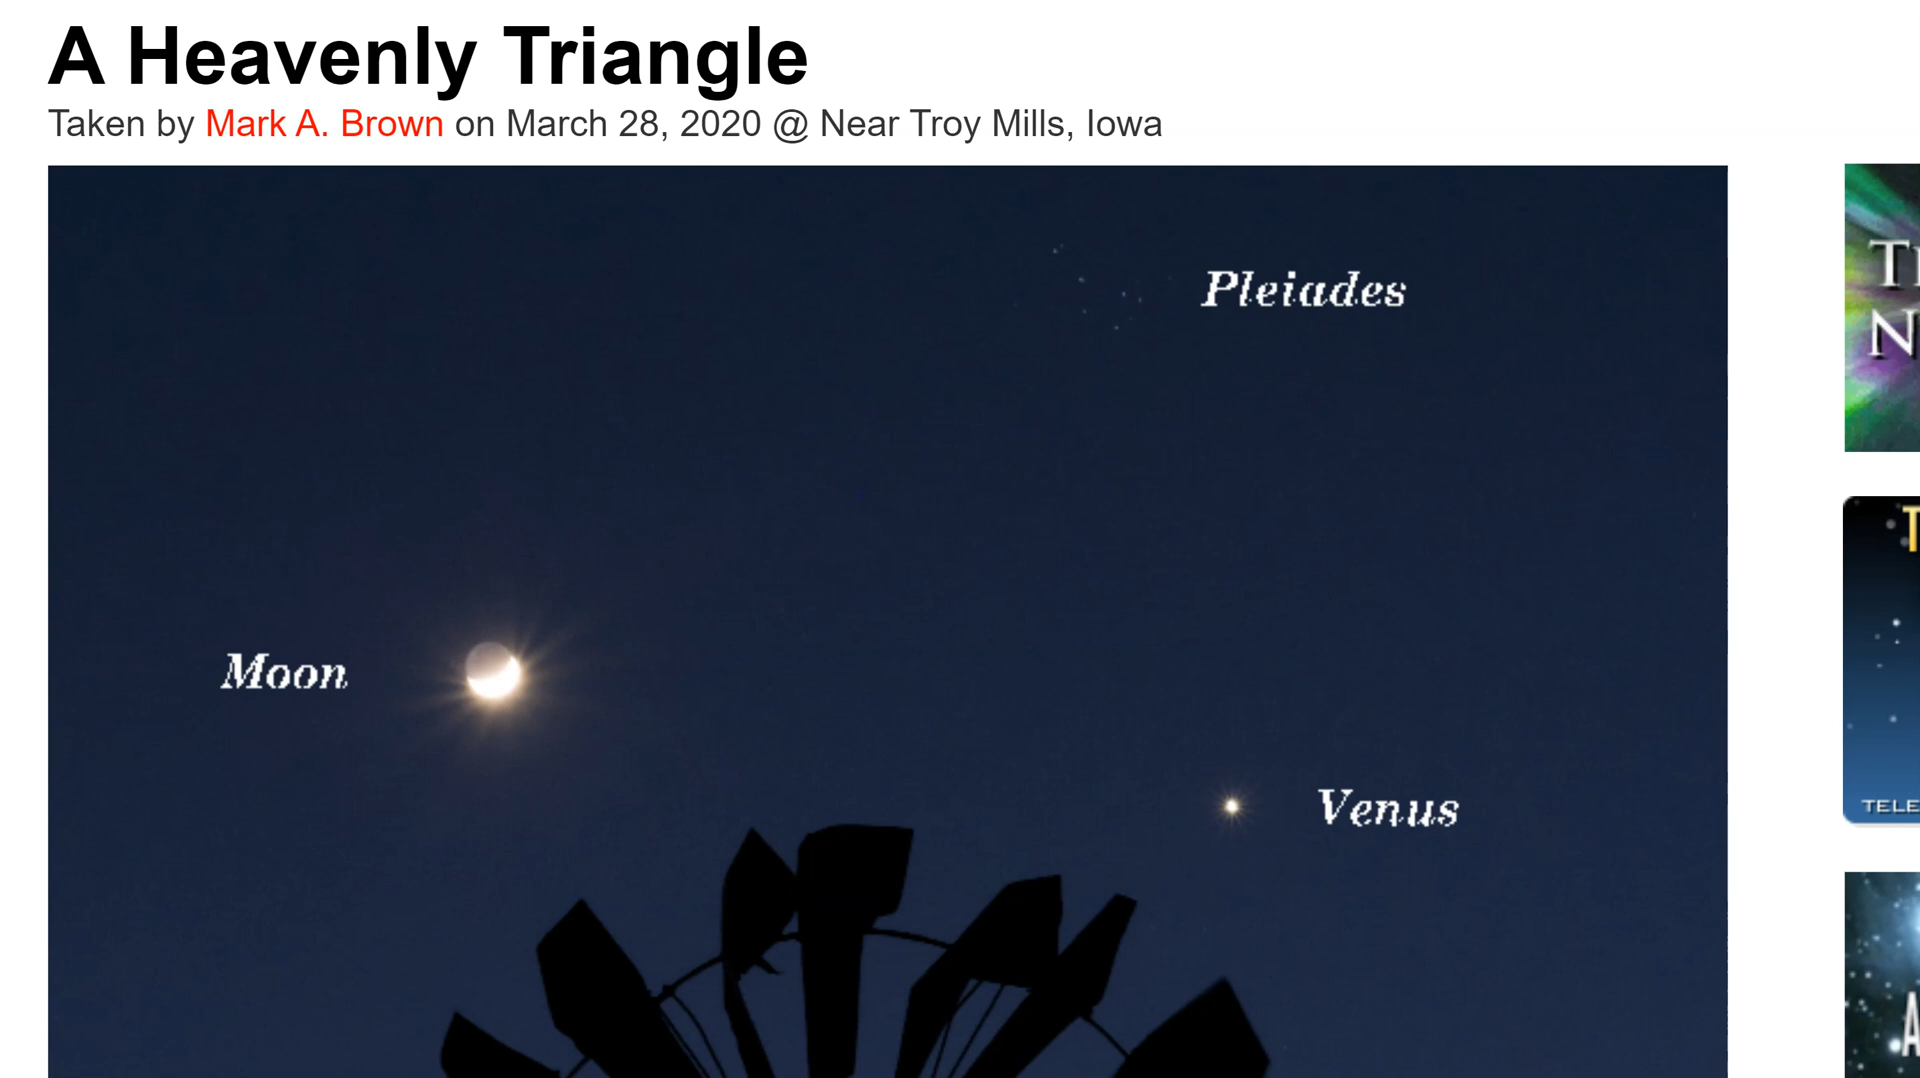 A Heavenly Triangle
Taken by Mark A. Brown on March 28, 2020 @ Near Troy Mills, Iowa
Pleiades
Moon
Venus